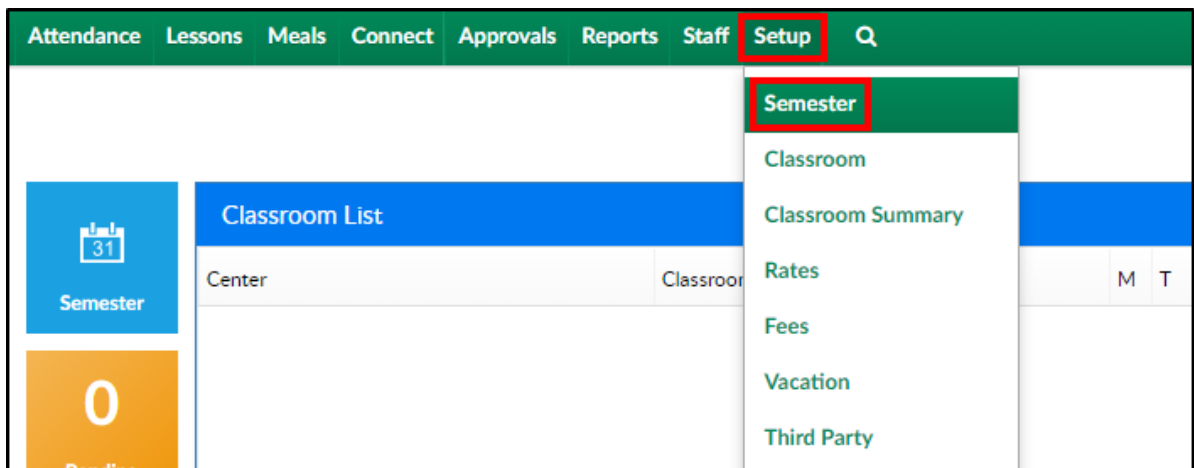 Attendance Lessons Meals Connect Approvals Reports Staff Setup
Semester
Classroom
Classroom Summary
Rates
Fees
Vacation
Third Party
31
Semester
0
Classroom List
Center M T